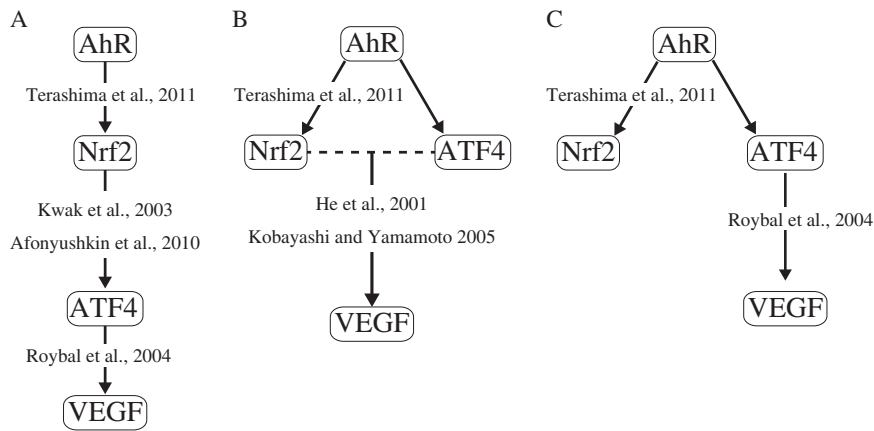 A
AhR
Terashima et al., 2011
Nrf2
Kwak et al., 2003
Afonyushkin et al., 2010
ATF4
Roybal et al., 2004
VEGF
B
AhR
Terashima et al., 2011
Nrf2
ATF4
He et al., 2001
Kobayashi and Yamamoto 2005
VEGF
C
AhR
Terashima et al., 2011
Nrf2
ATF4
Roybal et al., 2004
VEGF